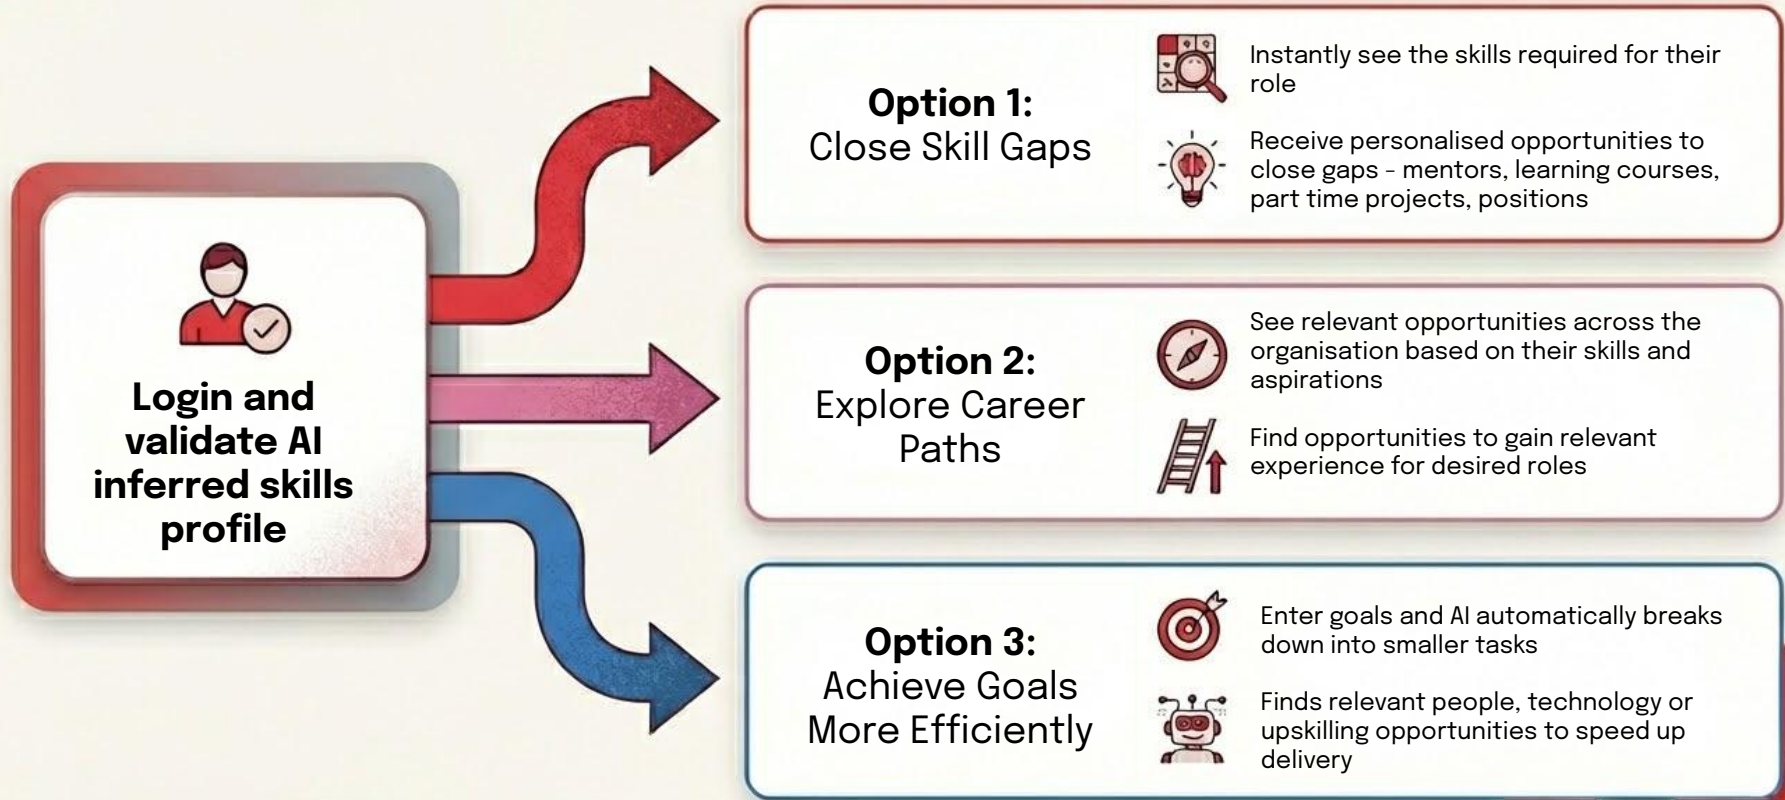 Login and
validate AI
inferred skills
profile
Option 1:
Close Skill Gaps
Instantly see the skills required for their
role
Receive personalised opportunities to
close gaps - mentors, learning courses,
part time projects, positions
Option 2:
Explore Career
Paths
See relevant opportunities across the
organisation based on their skills and
aspirations
Find opportunities to gain relevant
experience for desired roles
Option 3:
Achieve Goals
More Efficiently
Enter goals and AI automatically breaks
down into smaller tasks
Finds relevant people, technology or
upskilling opportunities to speed up
delivery